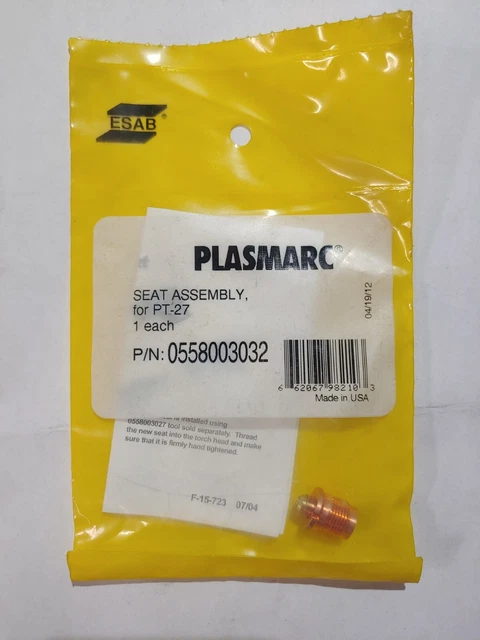 ESAB
PLASMARC®
SEAT ASSEMBLY,
for PT-27
1 each
04/19/12
P/N: 0558003032
6 62067 98210 3
Made in USA
installed using
0558003027 tool sold separately. Thread
the new seat into the torch head and make
sure that it is firmly hand tightened.
F-15-723 07/04